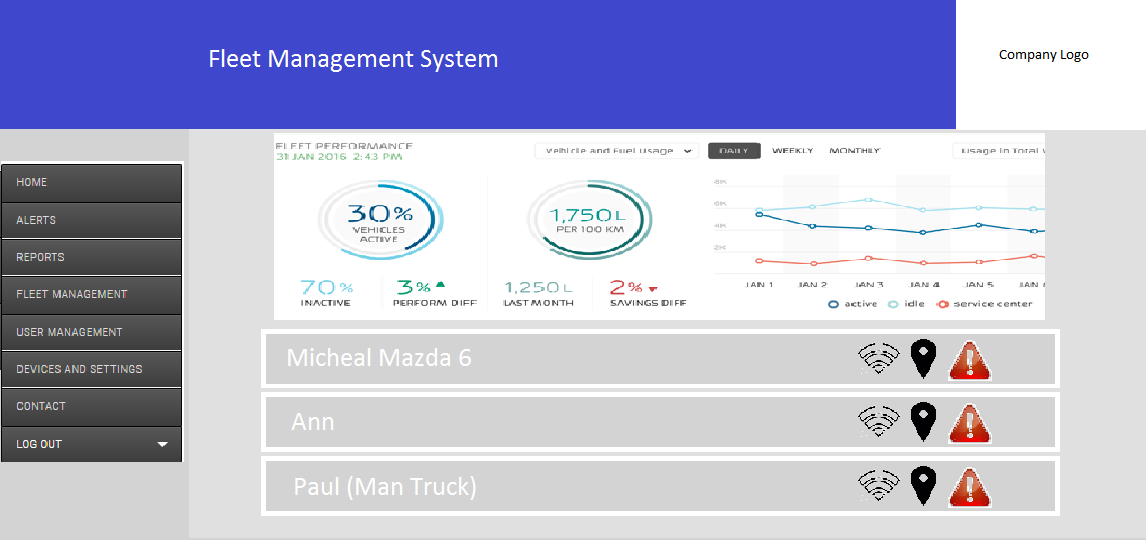 Fleet Management System
Company Logo
HOME
ALERTS
REPORTS
FLEET MANAGEMENT
USER MANAGEMENT
DEVICES AND SETTINGS
CONTACT
LOG OUT
FLEET PERFORMANCE
31 JAN 2016 2:43 PM
Vehicle and Fuel Usage
DAILY WEEKLY MONTHLY
Usage in Total
30%
VEHICLES
ACTIVE
70%
INACTIVE
3%
PERFORM DIFF
1,750 L
PER 100 KM
1,250 L
LAST MONTH
2%
SAVINGS DIFF
8K
6K
4K
2K
JAN 1 JAN 2 JAN 3 JAN 4 JAN 5 JAN
active idle service center
Micheal Mazda 6
Ann
Paul (Man Truck)